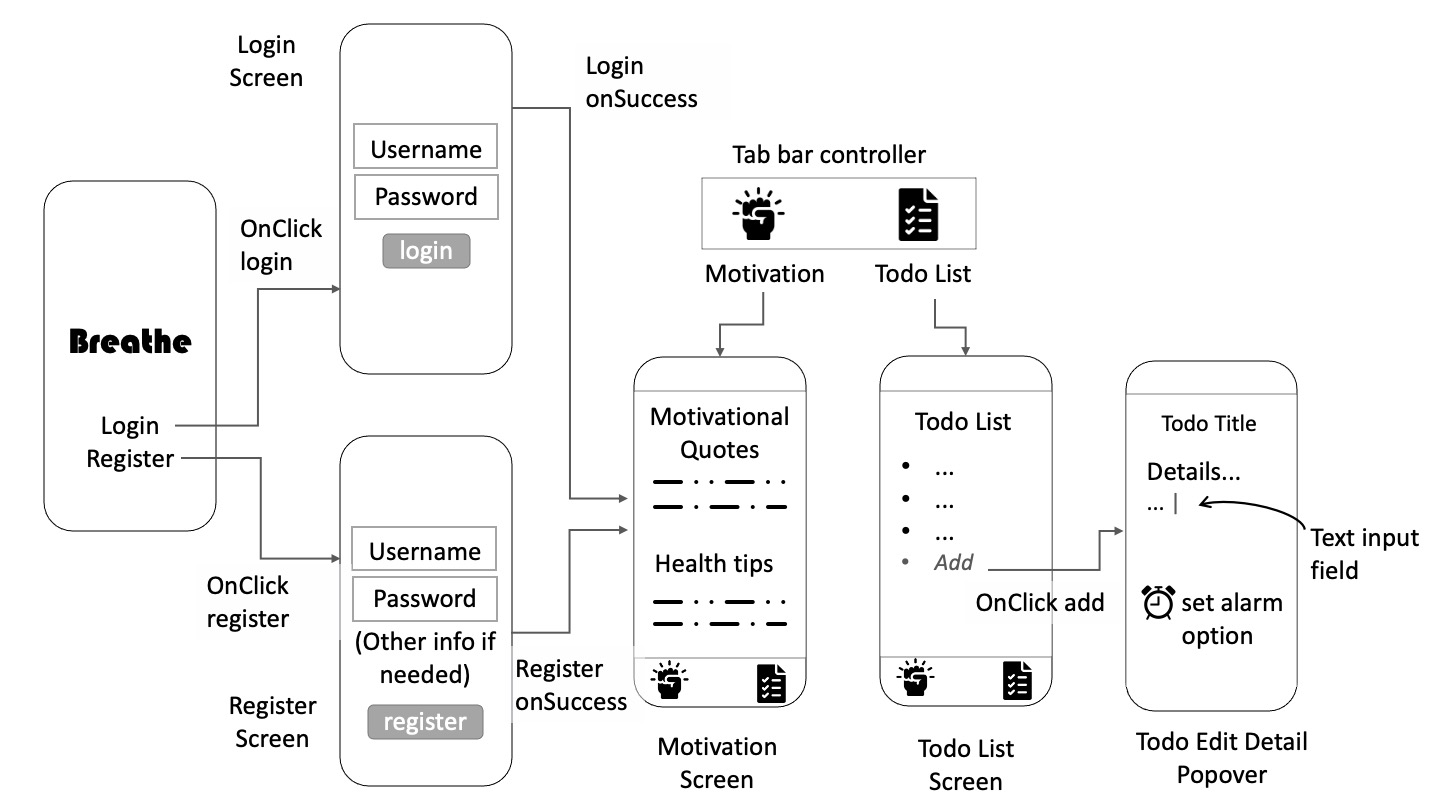 Login
Screen
Username
Password
login
Login
onSuccess
OnClick
login
Breathe
Login
Register
OnClick
register
Username
Password
(Other info if
needed)
register
Register
Screen
Register
onSuccess
Tab bar controller
Motivation
Todo List
Motivational
Quotes
Health tips
Motivation
Screen
Todo List
• ...
• ...
• ...
• Add
OnClick add
Todo List
Screen
Todo Title
Details...
... |
Text input
field
set alarm
option
Todo Edit Detail
Popover